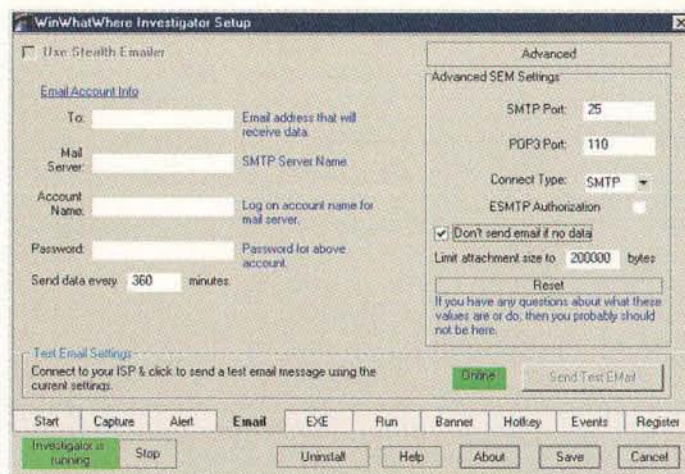 WinWhatWhere Investigator Setup
Use Stealth Emailer
Email Account Info
To:
Email address that will
receive data.
Mail
Server:
SMTP Server Name.
Account
Name:
Log on account name for
mail server.
Password:
Password for above
account.
Send data every 360 minutes.
Advanced
Advanced SEM Settings
SMTP Port: 25
POP3 Port: 110
Connect Type: SMTP
ESMTP Authorization
Don't send email if no data
Limit attachment size to 200000 bytes
Reset
If you have any questions about what these
values are or do, then you probably should
not be here.
Test Email Settings
Connect to your ISP & click to send a test email message using the
current settings.
Online
Send Test EMail
Start Capture Alert Email EXE Run Banner Hotkey Events Register
Investigator is
running
Stop Uninstall Help About Save Cancel